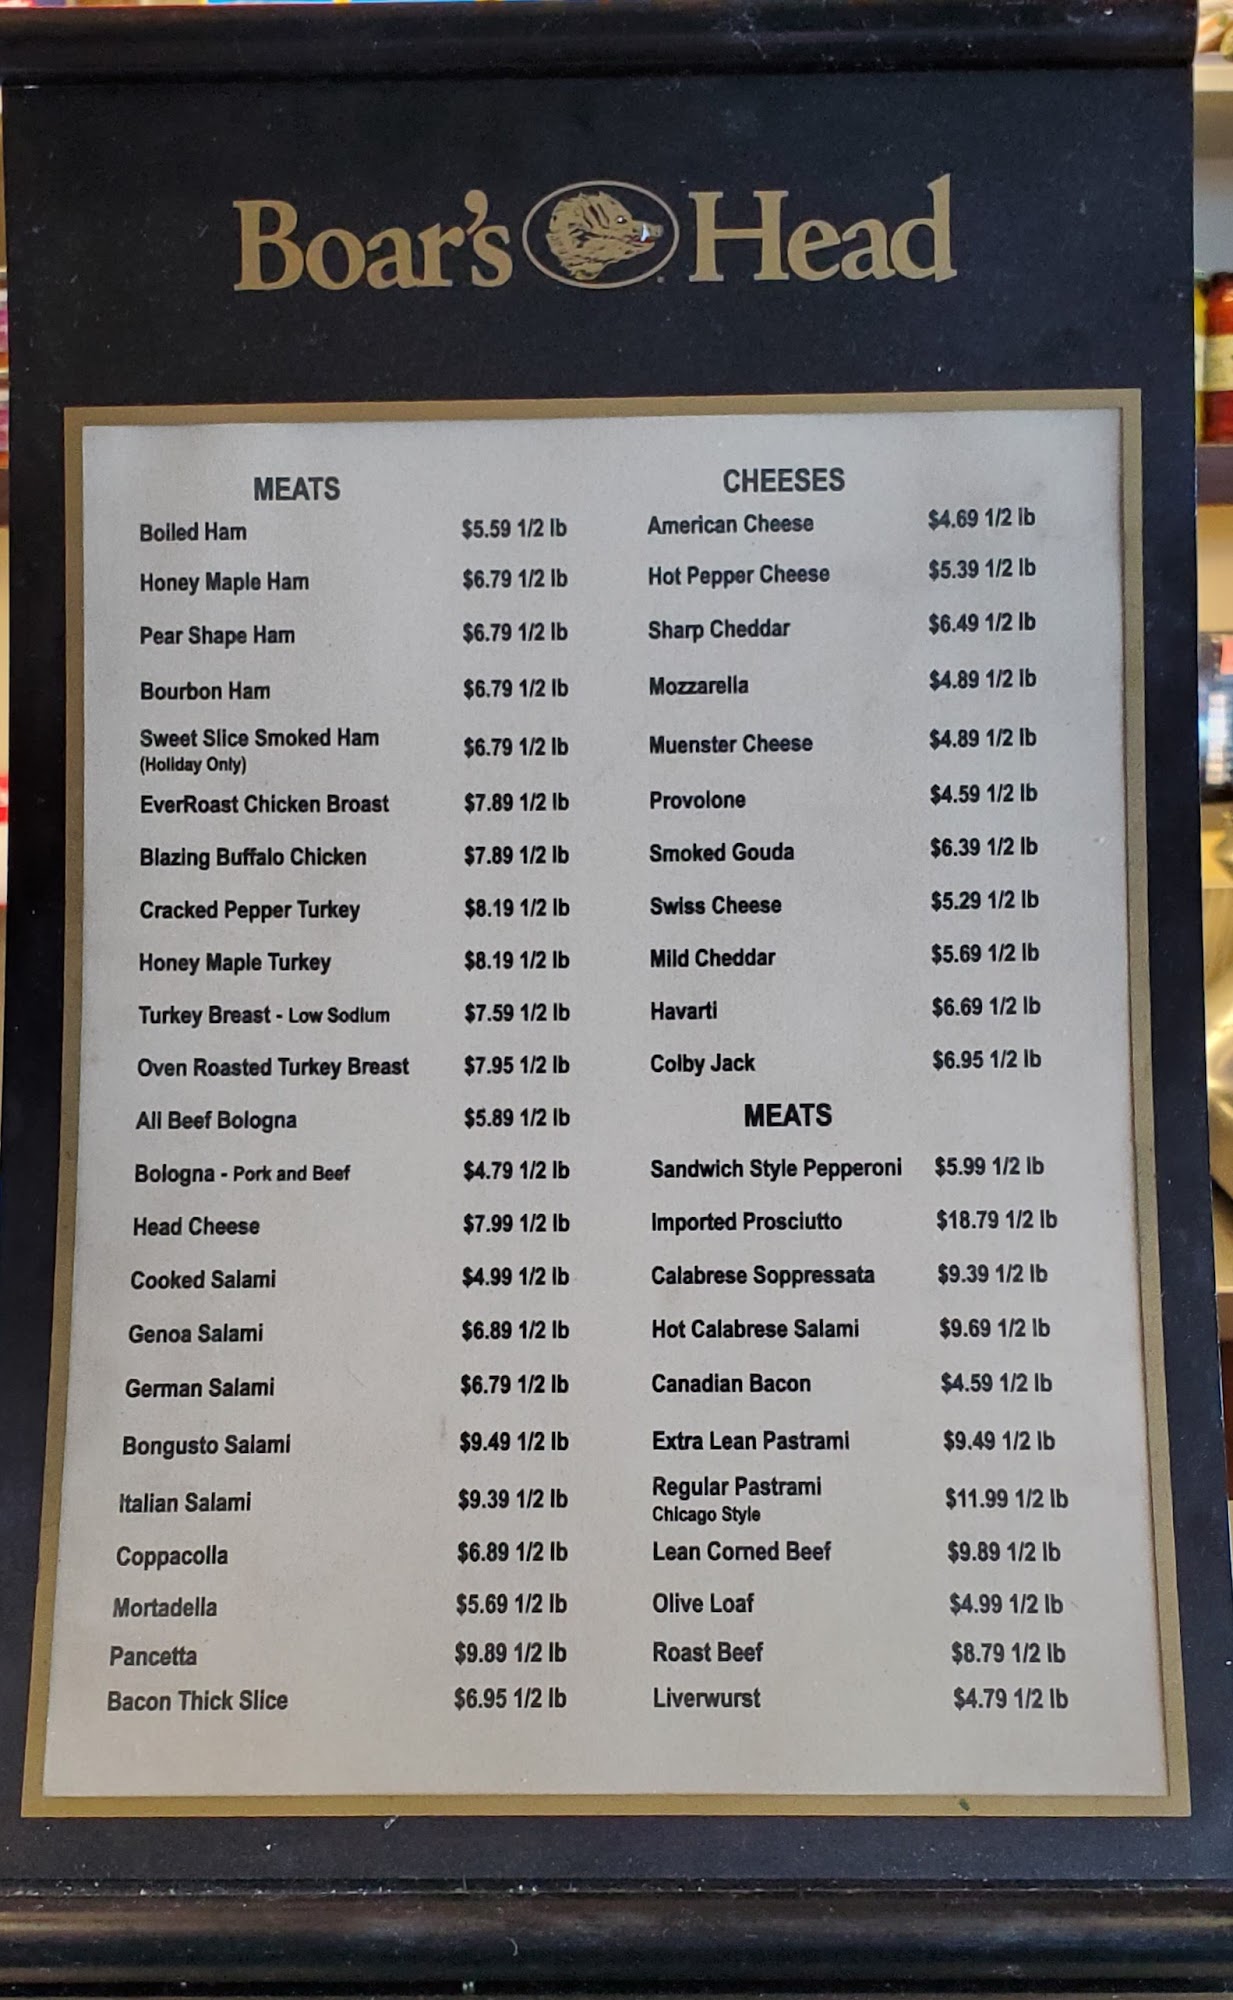 Boar's Head
MEATS
Boiled Ham $5.59 1/2 lb
Honey Maple Ham $6.79 1/2 lb
Pear Shape Ham $6.79 1/2 lb
Bourbon Ham $6.79 1/2 lb
Sweet Slice Smoked Ham $6.79 1/2 lb
(Holiday Only)
EverRoast Chicken Broast $7.89 1/2 lb
Blazing Buffalo Chicken $7.89 1/2 lb
Cracked Pepper Turkey $8.19 1/2 lb
Honey Maple Turkey $8.19 1/2 lb
Turkey Breast - Low Sodium $7.59 1/2 lb
Oven Roasted Turkey Breast $7.95 1/2 lb
All Beef Bologna $5.89 1/2 lb
Bologna - Pork and Beef $4.79 1/2 lb
Head Cheese $7.99 1/2 lb
Cooked Salami $4.99 1/2 lb
Genoa Salami $6.89 1/2 lb
German Salami $6.79 1/2 lb
Bongusto Salami $9.49 1/2 lb
Italian Salami $9.39 1/2 lb
Coppacolla $6.89 1/2 lb
Mortadella $5.69 1/2 lb
Pancetta $9.89 1/2 lb
Bacon Thick Slice $6.95 1/2 lb
CHEESES
American Cheese $4.69 1/2 lb
Hot Pepper Cheese $5.39 1/2 lb
Sharp Cheddar $6.49 1/2 lb
Mozzarella $4.89 1/2 lb
Muenster Cheese $4.89 1/2 lb
Provolone $4.59 1/2 lb
Smoked Gouda $6.39 1/2 lb
Swiss Cheese $5.29 1/2 lb
Mild Cheddar $5.69 1/2 lb
Havarti $6.69 1/2 lb
Colby Jack $6.95 1/2 lb
MEATS
Sandwich Style Pepperoni $5.99 1/2 lb
Imported Prosciutto $18.79 1/2 lb
Calabrese Soppressata $9.39 1/2 lb
Hot Calabrese Salami $9.69 1/2 lb
Canadian Bacon $4.59 1/2 lb
Extra Lean Pastrami $9.49 1/2 lb
Regular Pastrami $11.99 1/2 lb
Chicago Style
Lean Corned Beef $9.89 1/2 lb
Olive Loaf $4.99 1/2 lb
Roast Beef $8.79 1/2 lb
Liverwurst $4.79 1/2 lb